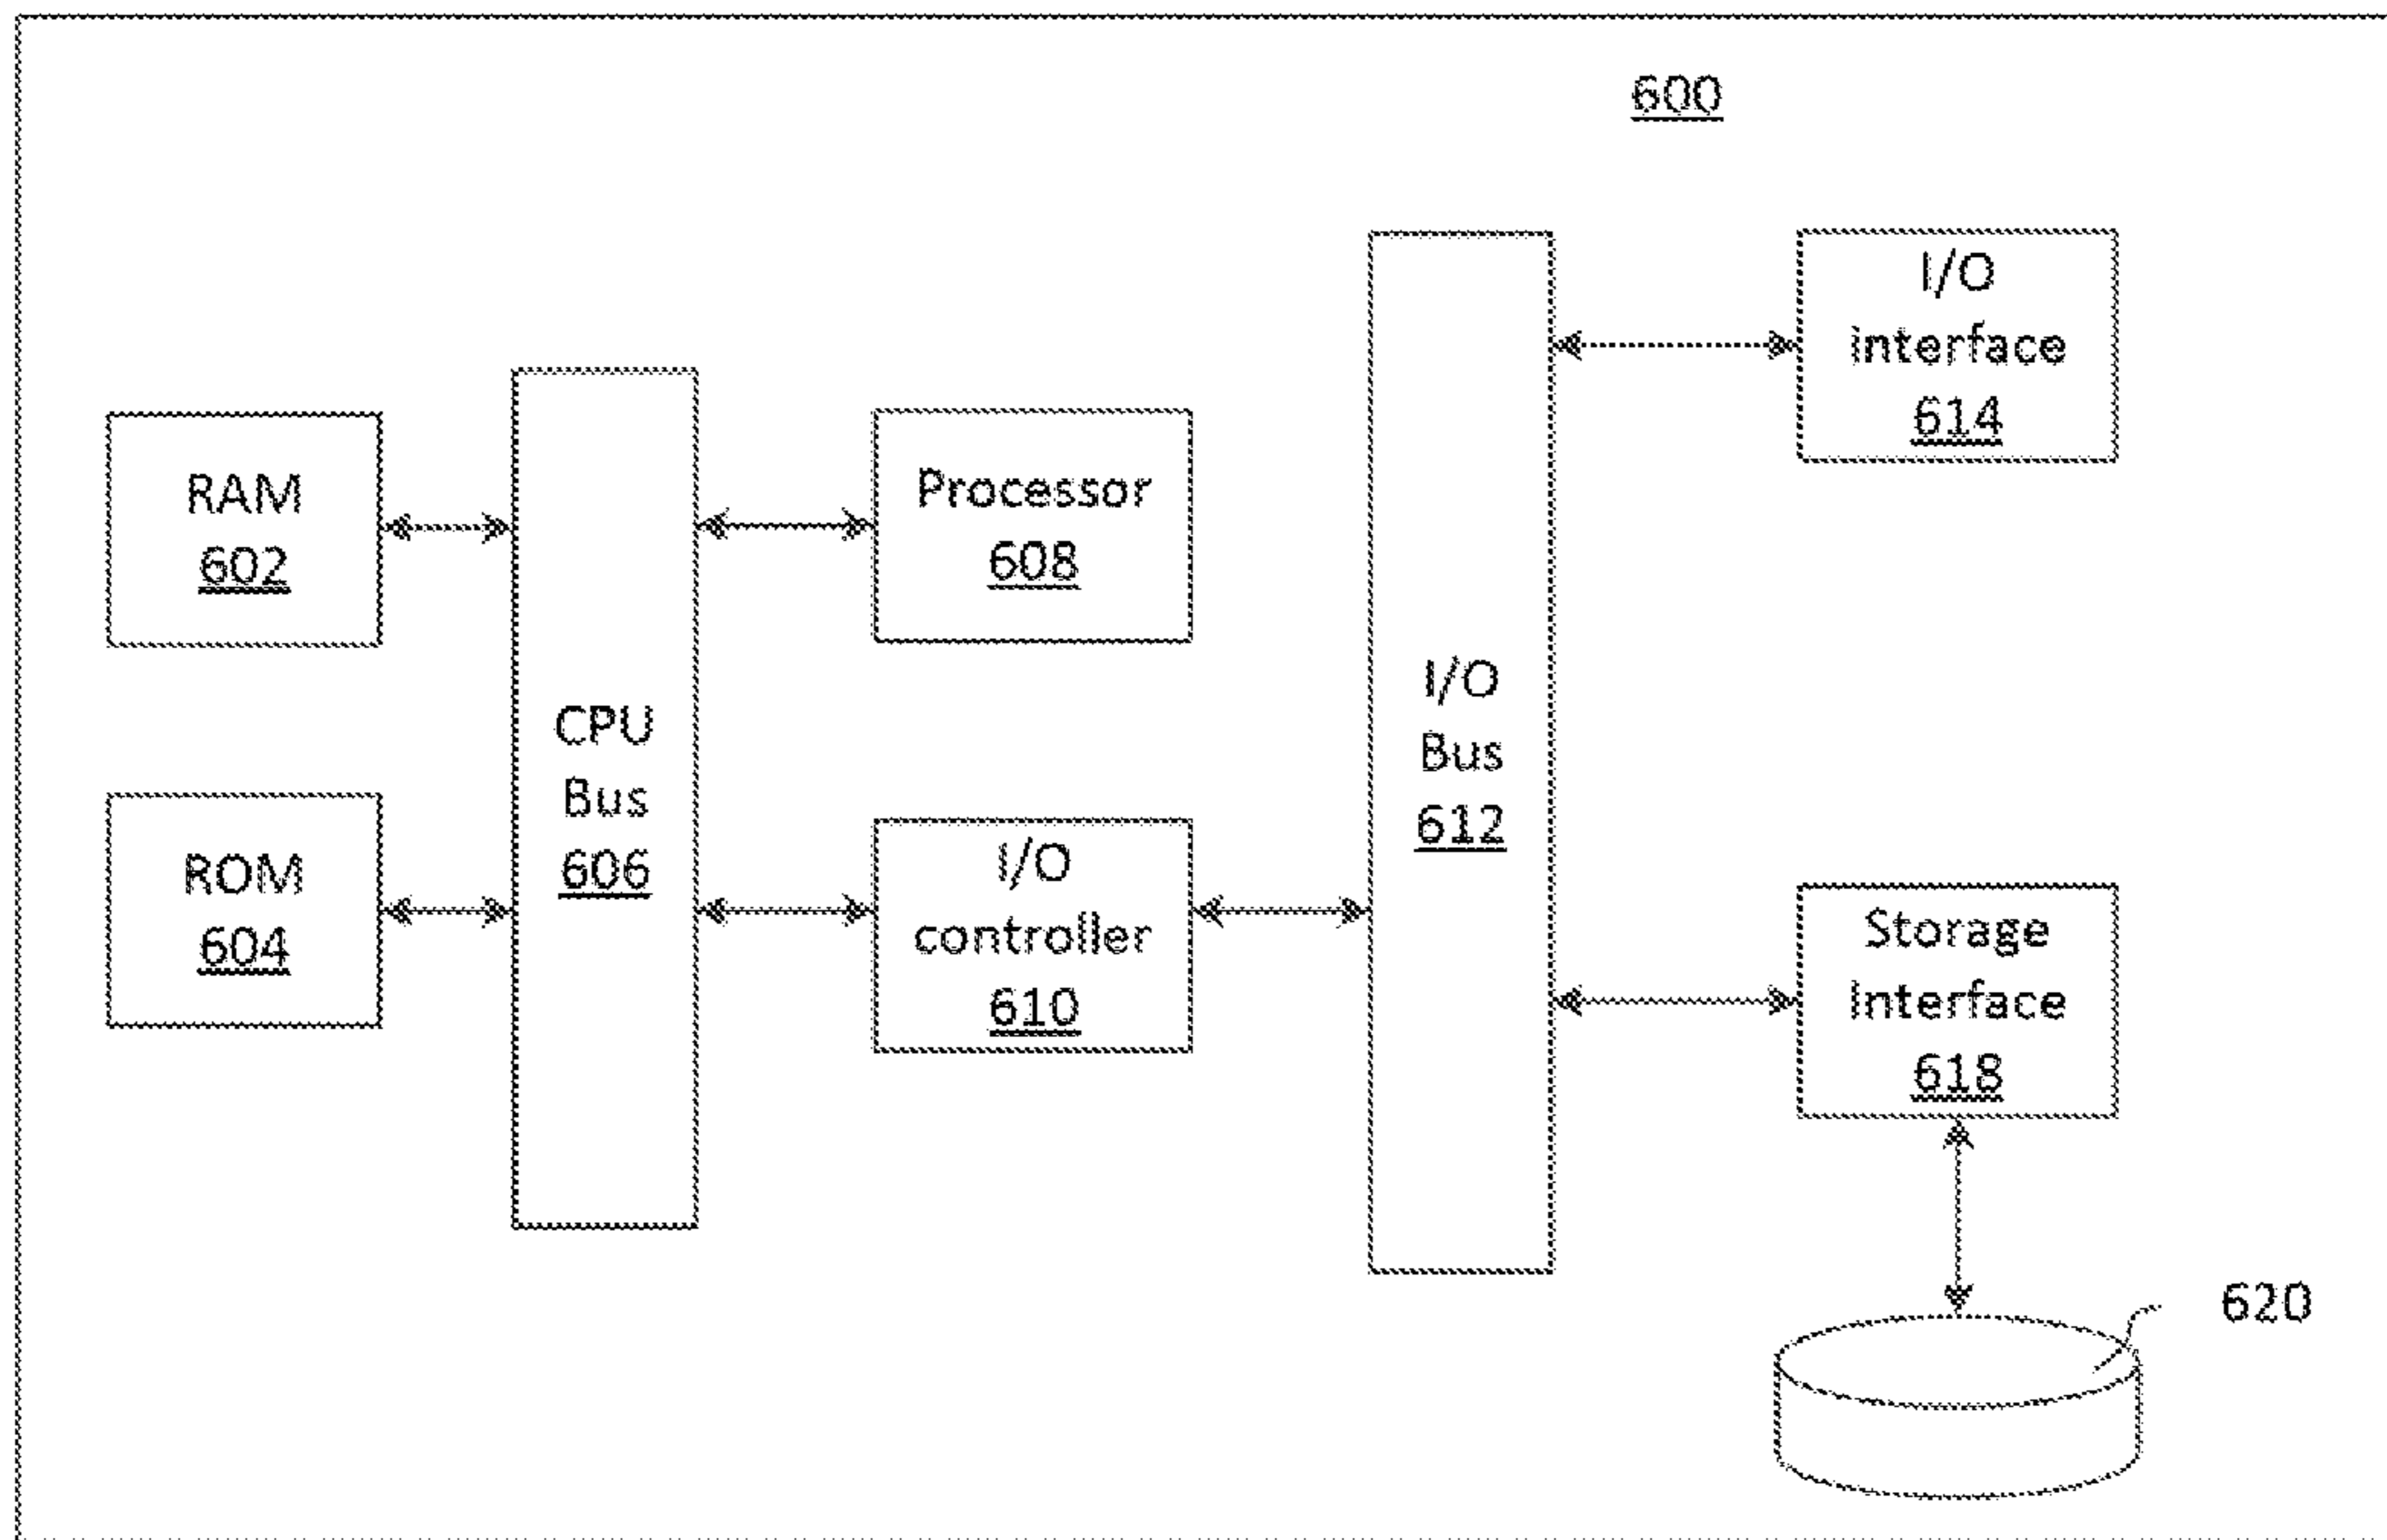 600
RAM
602
ROM
604
CPU
Bus
606
Processor
608
I/O
controller
610
I/O
Bus
612
I/O
interface
614
Storage
Interface
618
620